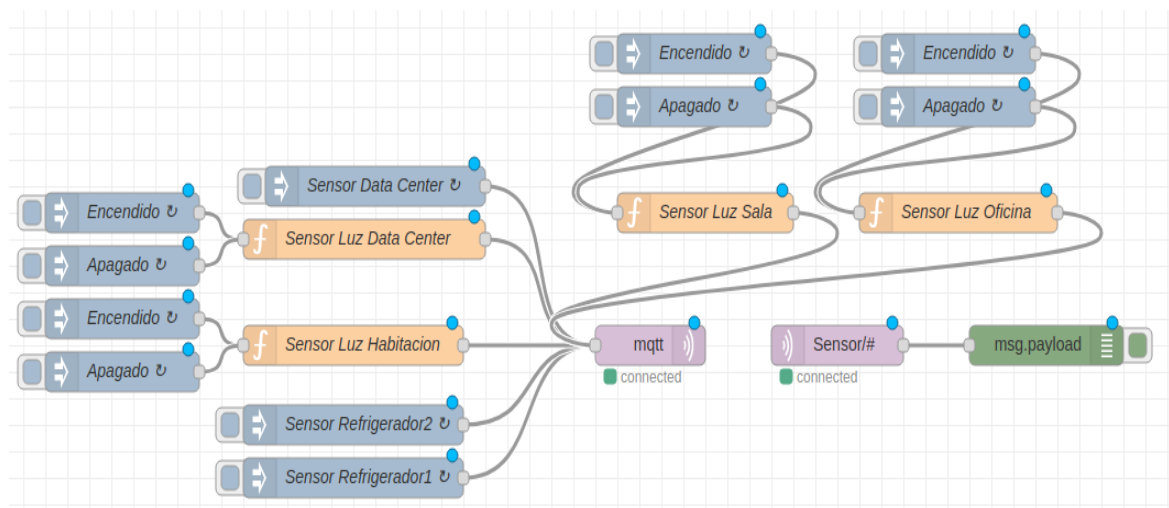 Encendido ↻
Encendido ↻
Apagado ↻
Apagado ↻
Sensor Data Center ↻
Encendido ↻
Sensor Luz Sala
Sensor Luz Oficina
Sensor Luz Data Center
Apagado ↻
Encendido ↻
Sensor Luz Habitacion
mqtt
Sensor/#
msg.payload
Apagado ↻
connected
connected
Sensor Refrigerador2 ↻
Sensor Refrigerador1 ↻